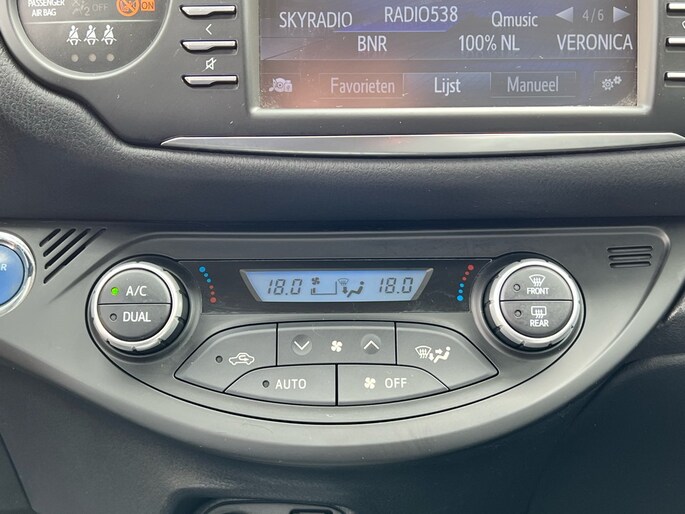 PASSENGER
AIR BAG
2 OFF
ON
SKYRADIO RADIO538 Qmusic 4/6
BNR 100% NL VERONICA
Favorieten Lijst Manueel
A/C
DUAL
18.0 18.0
FRONT
REAR
AUTO
OFF